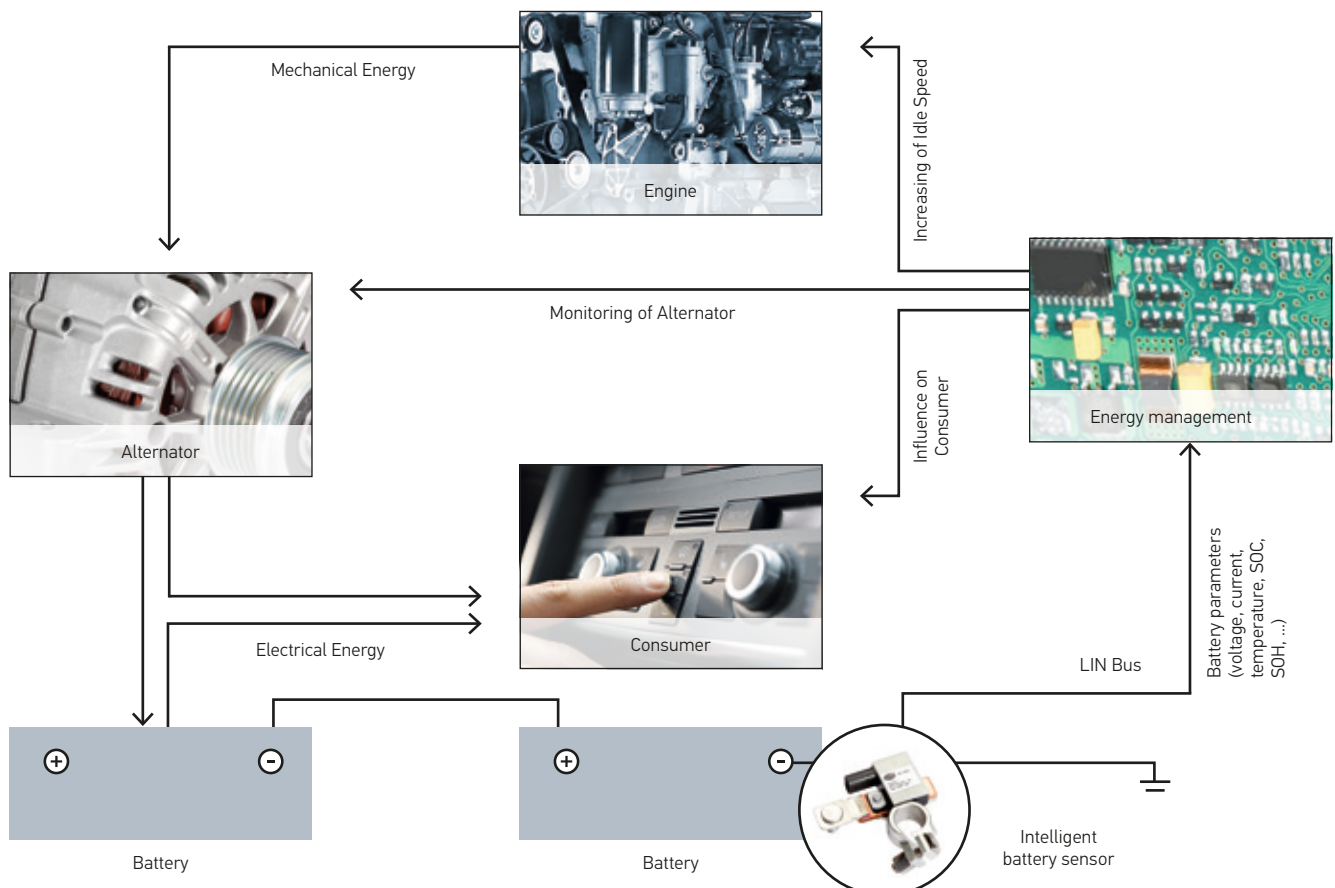 Mechanical Energy
Engine
Increasing of Idle Speed
Monitoring of Alternator
Alternator
Influence on
Consumer
Energy management
Consumer
Electrical Energy
LIN Bus
Battery parameters
(voltage, current,
temperature, SOC,
SOH, ...)
+
-
+
-
Battery
Battery
Intelligent
battery sensor